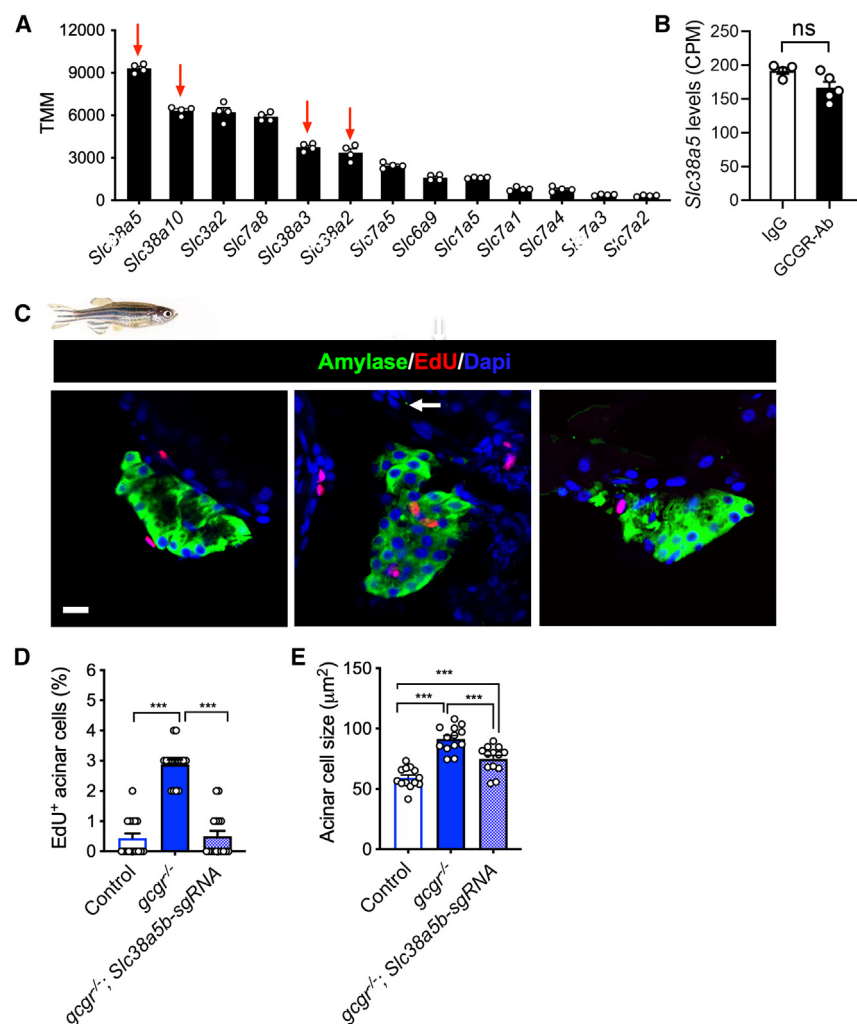 A
TMM
12000
9000
6000
3000
0
Slc38a5
Slc38a10
Slc3a2
Slc7a8
Slc38a3
Slc38a2
Slc7a5
Slc6a9
Slc1a5
Slc7a1
Slc7a4
Slc7a2
B
Slc38a5 levels (CPM)
250
200
150
100
50
0
ns
IgG
GCGR-Ab
C
Amylase/EdU/Dapi
D
EdU+ acinar cells (%)
6
5
4
3
2
1
0
***
***
Control
gcgr-/-
gcgr-/-; Slc38a5b-sgRNA
E
Acinar cell size (µm2)
150
100
50
0
***
***
***
Control
gcgr-/-
gcgr-/-; Slc38a5b-sgRNA